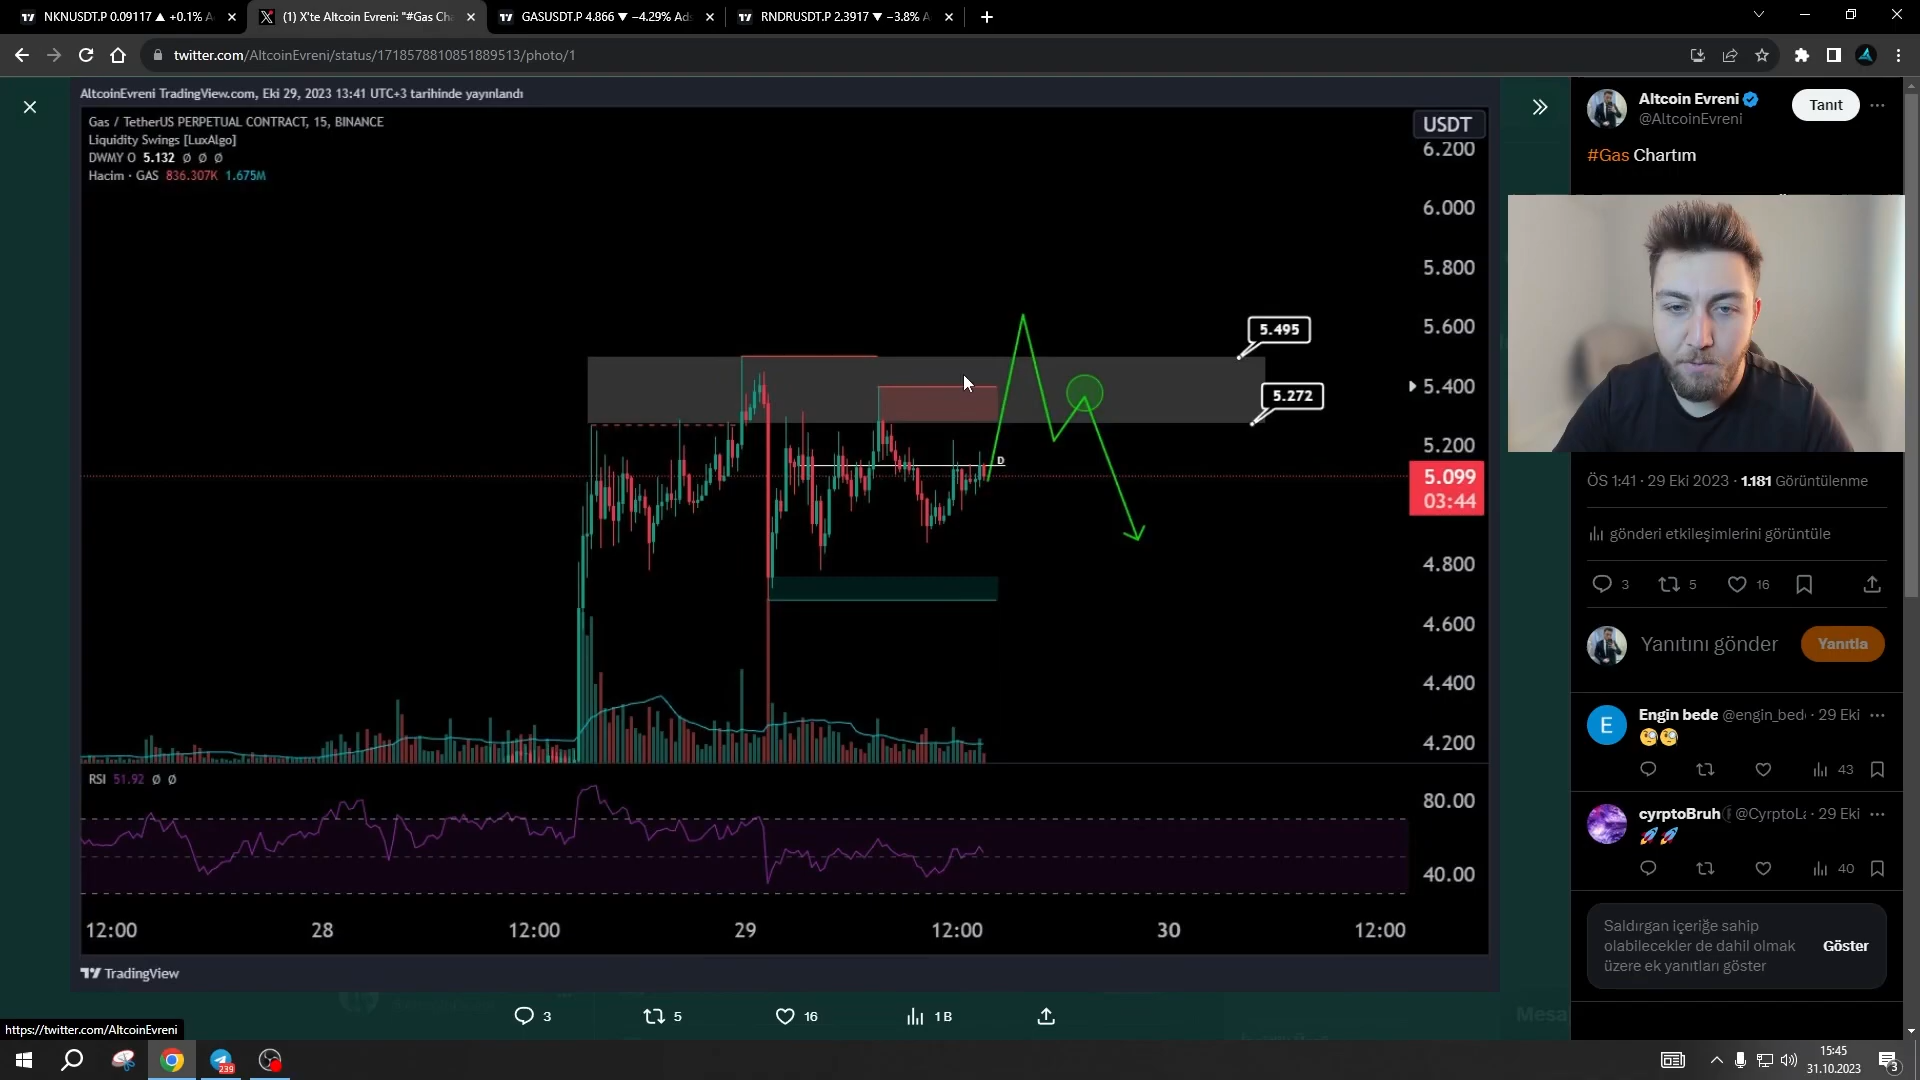 NKNUSDT.P 0.09117 ▲ +0.1% A
(1) X'te Altcoin Evreni: "#Gas Ch
GASUSDT.P 4.866 ▼ −4.29% Ad
RNDRUSDT.P 2.3917 ▼ −3.8% A
twitter.com/AltcoinEvreni/status/1718578810851889513/photo/1
AltcoinEvreni TradingView.com, Eki 29, 2023 13:41 UTC+3 tarihinde yayınlandı
Gas / TetherUS PERPETUAL CONTRACT, 15, BINANCE
Liquidity Swings [LuxAlgo]
DWMY O 5.132 Ø Ø Ø
Hacim · GAS 836.307K 1.675M
USDT
6.200
6.000
5.800
5.600
5.400
5.200
5.099
03:44
4.800
4.600
4.400
4.200
5.495
5.272
D
RSI 51.92 Ø Ø
80.00
40.00
12:00
28
12:00
29
12:00
30
12:00
TradingView
3
5
16
1 B
https://twitter.com/AltcoinEvreni
Altcoin Evreni
@AltcoinEvreni
Tanıt
#Gas Chartım
ÖS 1:41 · 29 Eki 2023 · 1.181 Görüntülenme
gönderi etkileşimlerini görüntüle
3
5
16
Yanıtını gönder
Yanıtla
E
Engin bede @engin_bed · 29 Eki
43
cyrptoBruh @CyrptoLa · 29 Eki
40
Saldırgan içeriğe sahip
olabilecekler de dahil olmak
üzere ek yanıtları göster
Göster
Mesa
239
15:45
31.10.2023
3